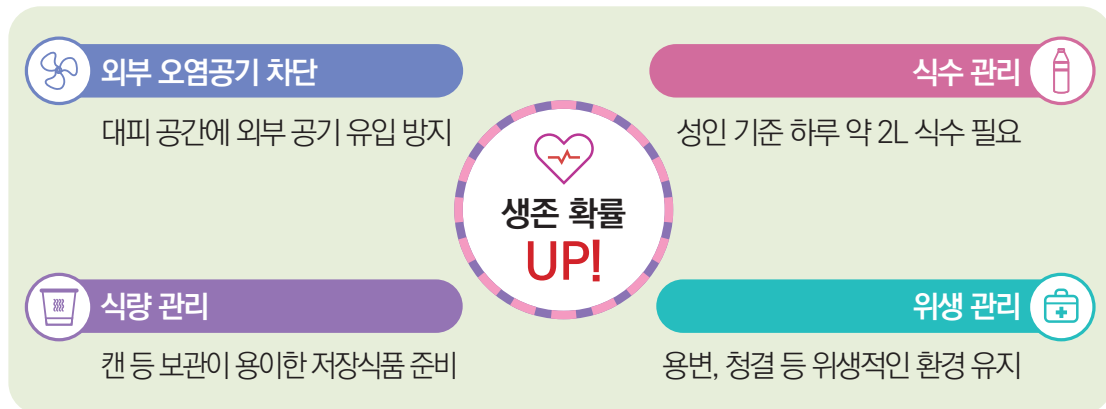 외부 오염공기 차단
대피 공간에 외부 공기 유입 방지
식수 관리
성인 기준 하루 약 2L 식수 필요
생존 확률
UP!
식량 관리
캔 등 보관이 용이한 저장식품 준비
위생 관리
용변, 청결 등 위생적인 환경 유지